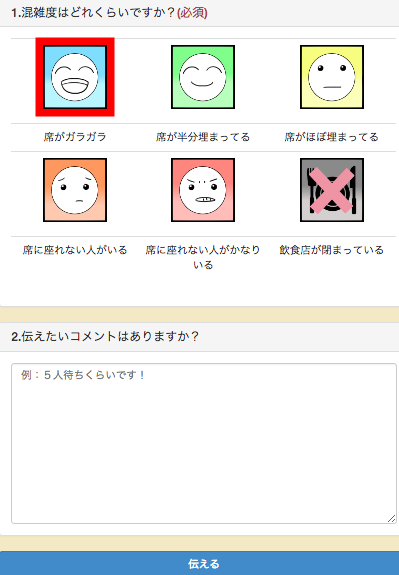 1.混雑度はどれくらいですか？(必須)
席がガラガラ
席が半分埋まってる
席がほぼ埋まってる
席に座れない人がいる
席に座れない人がかなり
いる
飲食店が閉まっている
2.伝えたいコメントはありますか？
例：５人待ちくらいです！
伝える